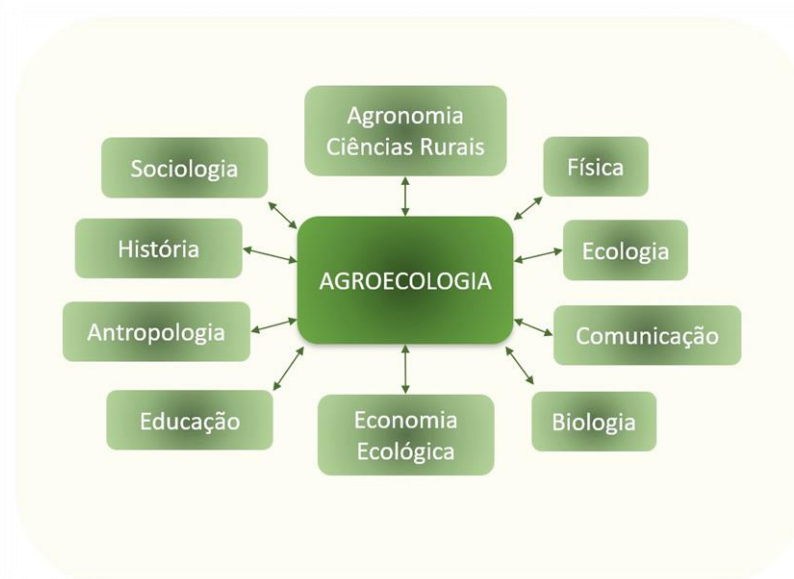 Agronomia
Ciências Rurais
Sociologia
Física
História
Ecologia
AGROECOLOGIA
Antropologia
Comunicação
Educação
Economia
Ecológica
Biologia